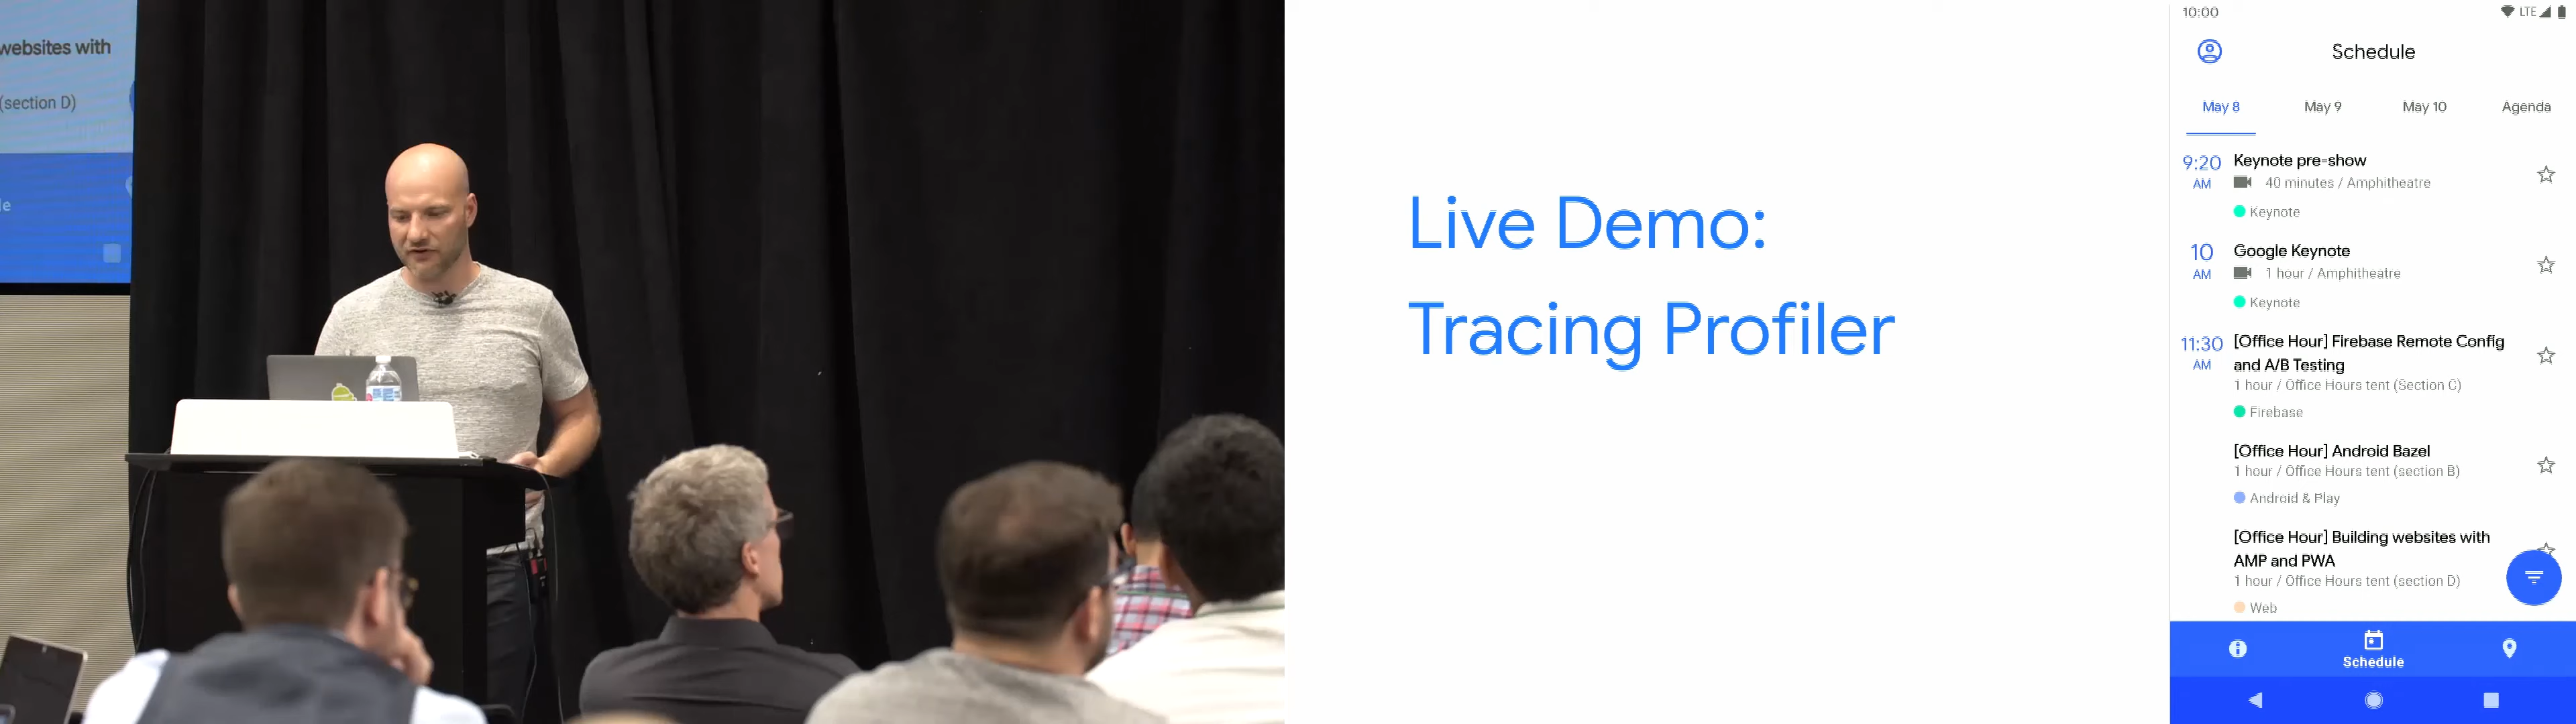 websites with
(section D)
le
Live Demo:
Tracing Profiler
10:00
LTE
Schedule
May 8
May 9
May 10
Agenda
9:20
AM
Keynote pre-show
40 minutes / Amphitheatre
Keynote
10
AM
Google Keynote
1 hour / Amphitheatre
Keynote
11:30
AM
[Office Hour] Firebase Remote Config
and A/B Testing
1 hour / Office Hours tent (Section C)
Firebase
[Office Hour] Android Bazel
1 hour / Office Hours tent (section B)
Android & Play
[Office Hour] Building websites with
AMP and PWA
1 hour / Office Hours tent (section D)
Web
Schedule